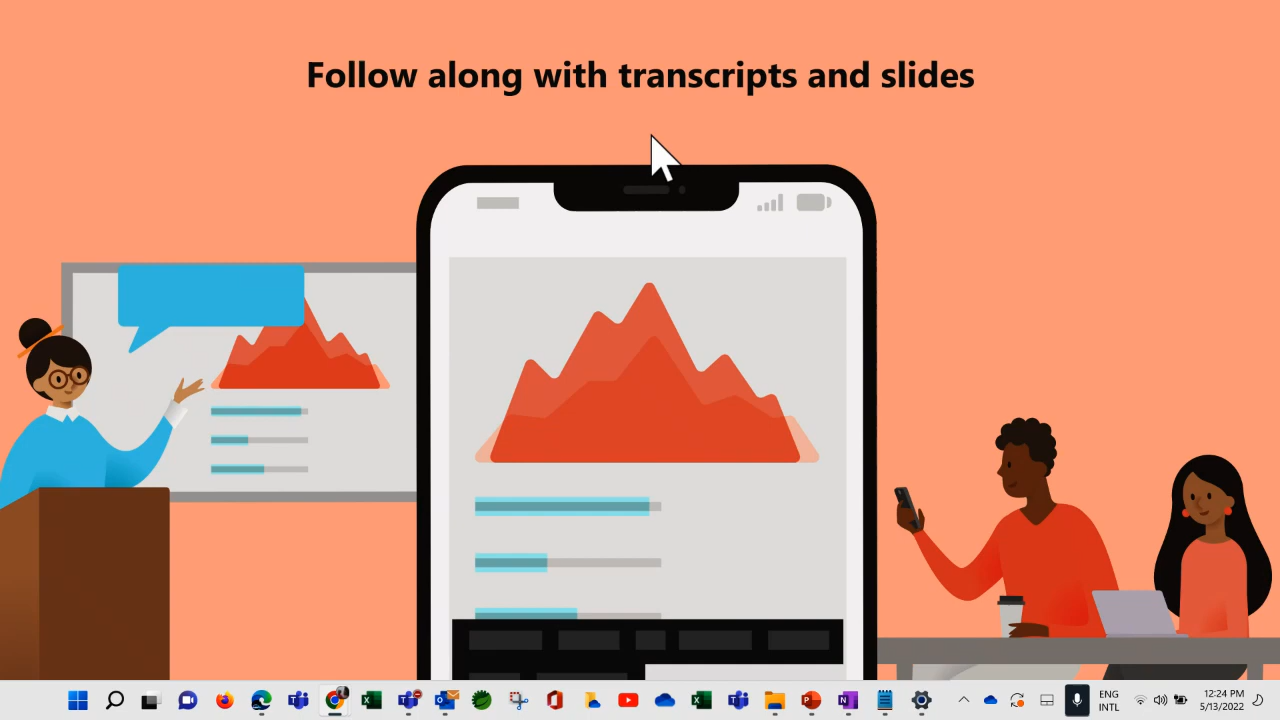 Follow along with transcripts and slides
ENG
INTL
12:24 PM
5/13/2022